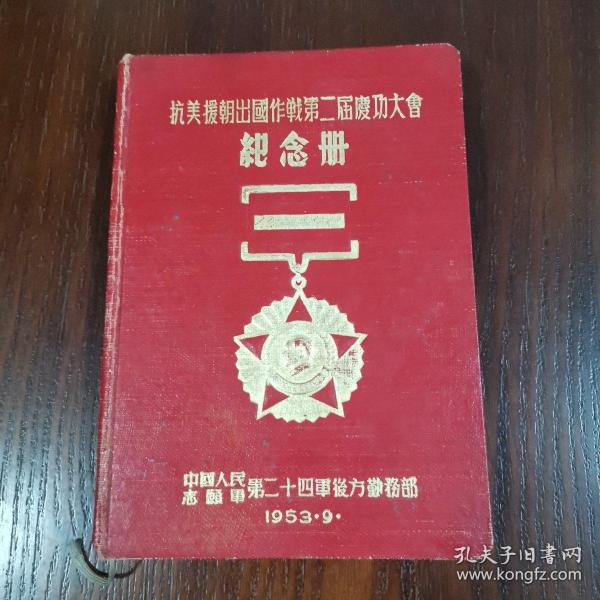 抗美援朝出國作戰第二届慶功大會
紀念册
中國人民
志願軍
第二十四軍後方勤務部
1953·9·
孔夫子旧书网
www.kongfz.com